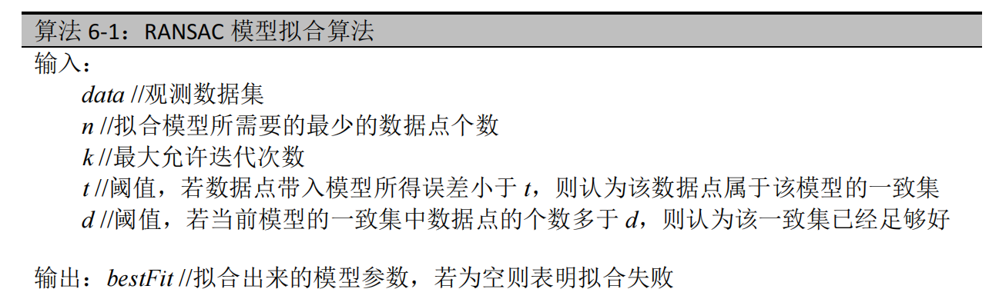 算法 6-1：RANSAC 模型拟合算法
输入：
data //观测数据集
n //拟合模型所需要的最少的数据点个数
k //最大允许迭代次数
t //阈值，若数据点带入模型所得误差小于 t，则认为该数据点属于该模型的一致集
d //阈值，若当前模型的一致集中数据点的个数多于 d，则认为该一致集已经足够好
输出：bestFit //拟合出来的模型参数，若为空则表明拟合失败